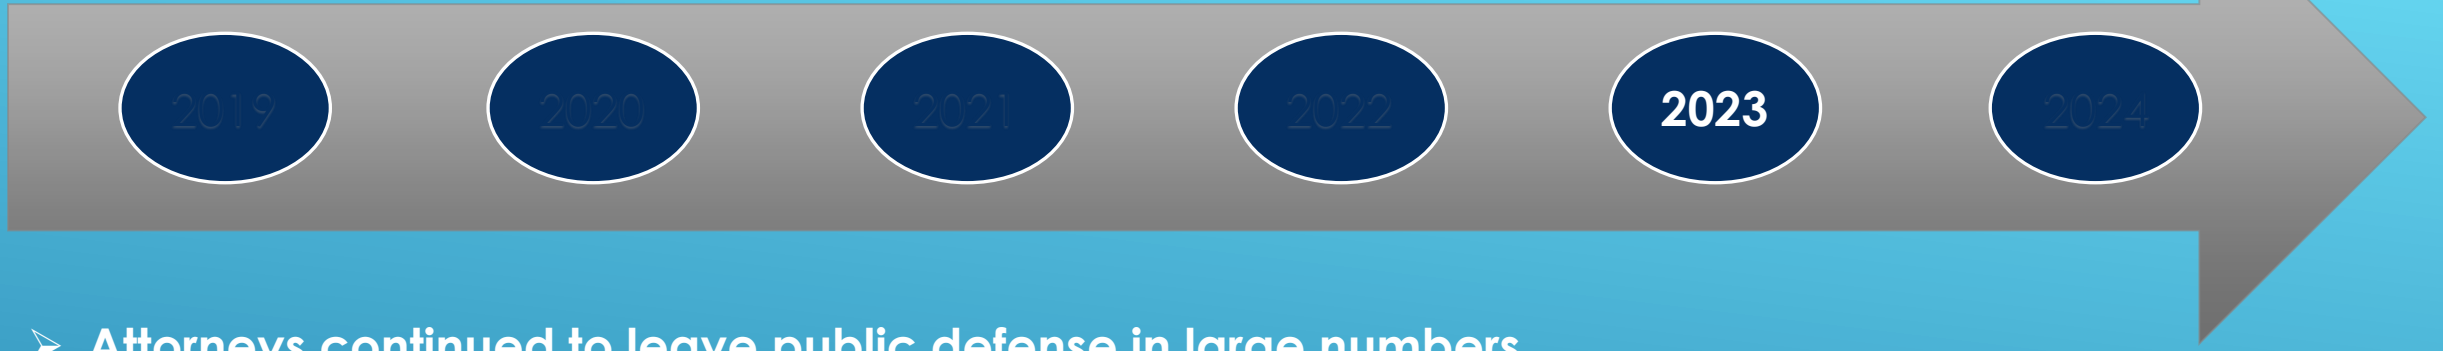 2019 2020 2021 2022 2023 2024
➢ Attorneys continued to leave public defense in large numbers